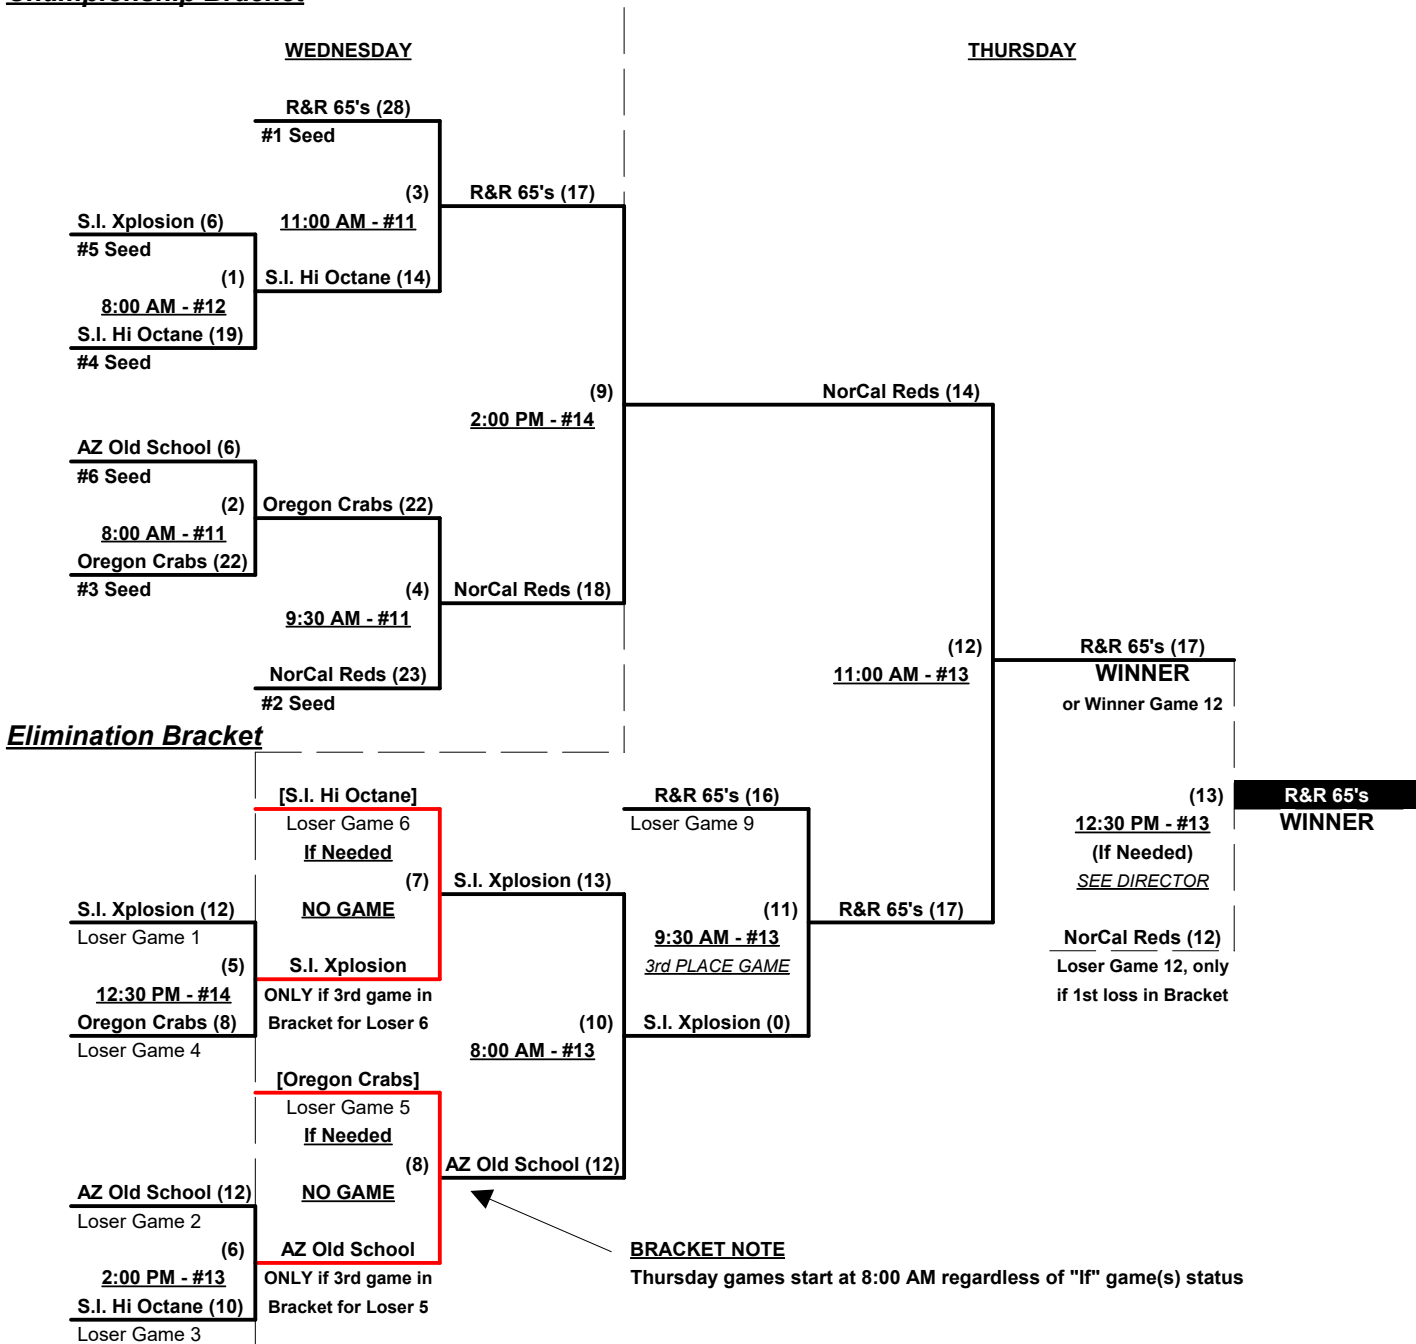 Championship Bracket
WEDNESDAY
THURSDAY
R&R 65's (28)
#1 Seed
(3)
11:00 AM - #11
R&R 65's (17)
S.I. Xplosion (6)
#5 Seed
(1)
8:00 AM - #12
S.I. Hi Octane (14)
S.I. Hi Octane (19)
#4 Seed
(9)
2:00 PM - #14
NorCal Reds (14)
AZ Old School (6)
#6 Seed
(2)
8:00 AM - #11
Oregon Crabs (22)
Oregon Crabs (22)
#3 Seed
(4)
9:30 AM - #11
NorCal Reds (18)
NorCal Reds (23)
#2 Seed
(12)
11:00 AM - #13
R&R 65's (17)
WINNER
or Winner Game 12
Elimination Bracket
[S.I. Hi Octane]
Loser Game 6
If Needed
(7)
NO GAME
S.I. Xplosion (13)
R&R 65's (16)
Loser Game 9
(13)
12:30 PM - #13
(If Needed)
SEE DIRECTOR
R&R 65's
WINNER
S.I. Xplosion (12)
Loser Game 1
(5)
12:30 PM - #14
S.I. Xplosion
ONLY if 3rd game in
Bracket for Loser 6
Oregon Crabs (8)
Loser Game 4
(11)
9:30 AM - #13
3rd PLACE GAME
R&R 65's (17)
NorCal Reds (12)
Loser Game 12, only
if 1st loss in Bracket
(10)
8:00 AM - #13
S.I. Xplosion (0)
[Oregon Crabs]
Loser Game 5
If Needed
(8)
NO GAME
AZ Old School (12)
AZ Old School (12)
Loser Game 2
(6)
2:00 PM - #13
AZ Old School
ONLY if 3rd game in
Bracket for Loser 5
S.I. Hi Octane (10)
Loser Game 3
BRACKET NOTE
Thursday games start at 8:00 AM regardless of "If" game(s) status